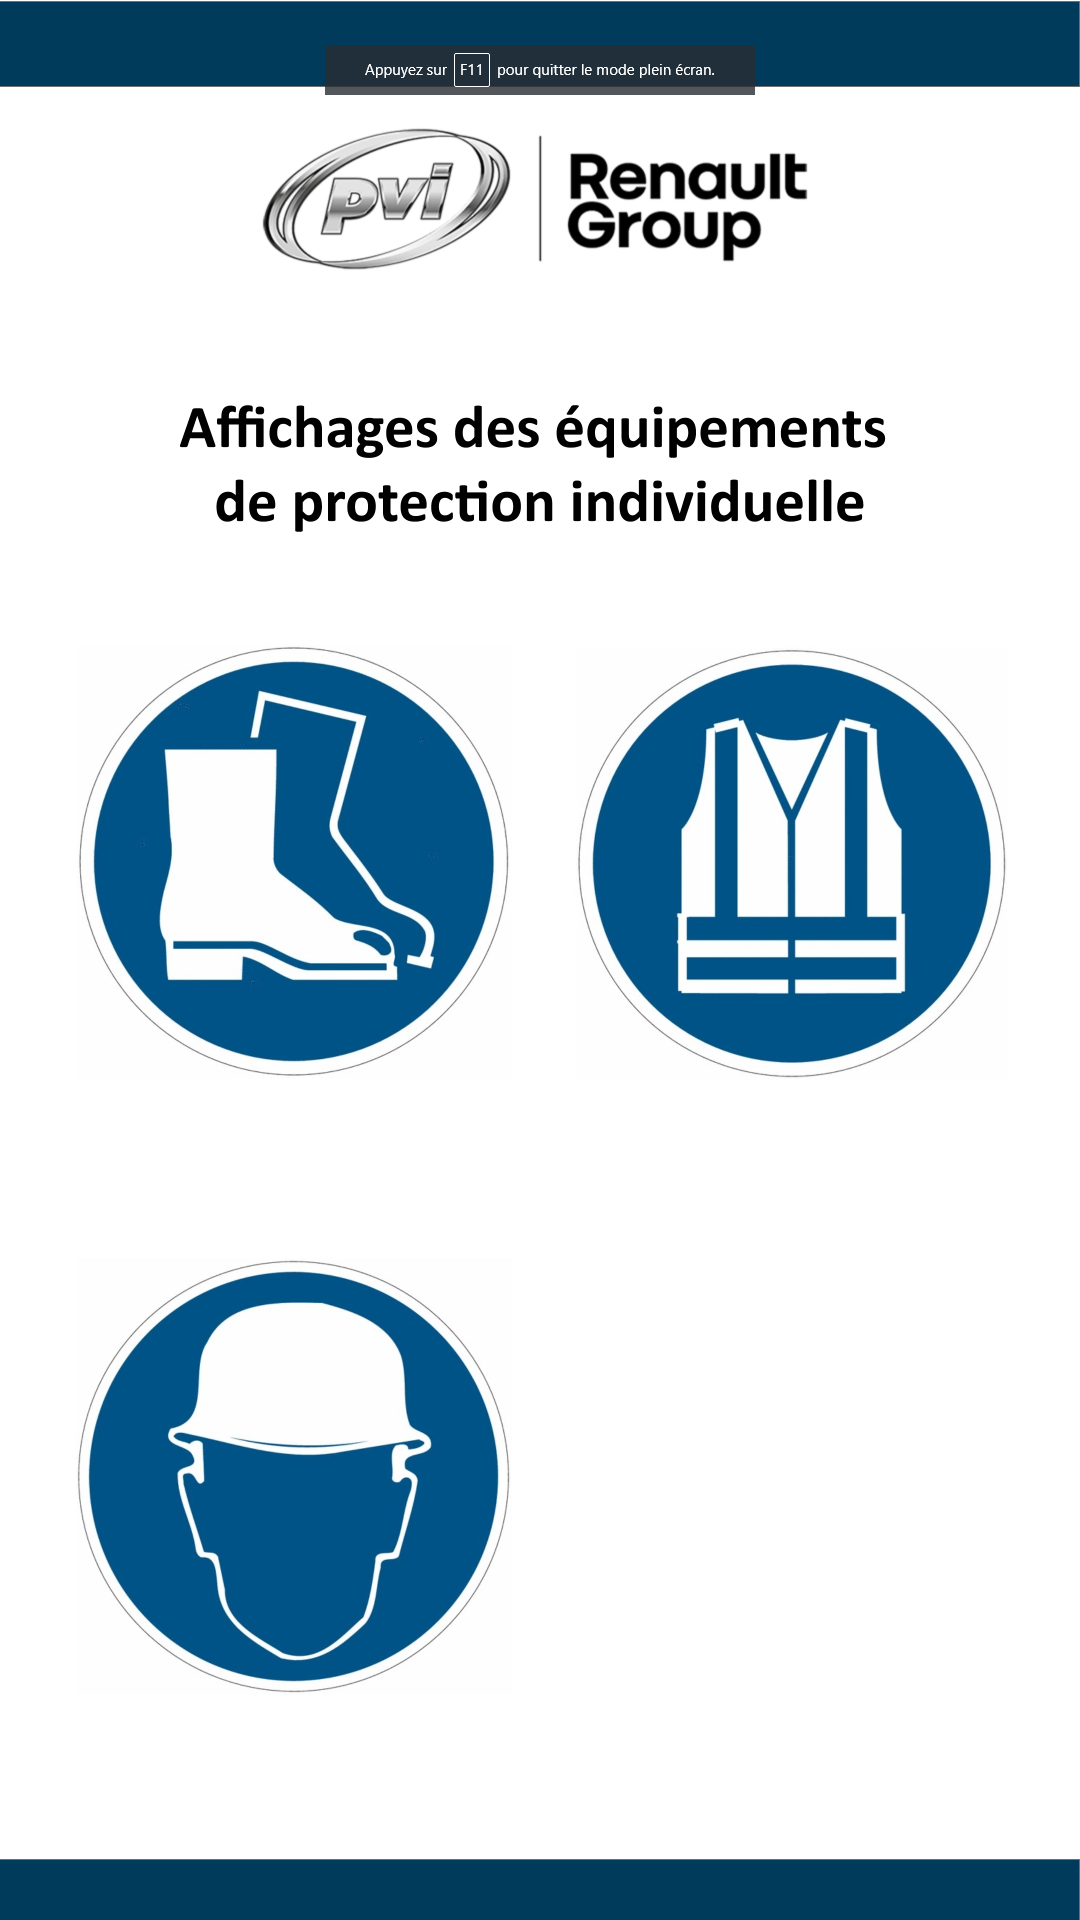 Appuyez sur F11 pour quitter le mode plein écran.
pvi
Renault
Group
Affichages des équipements
de protection individuelle